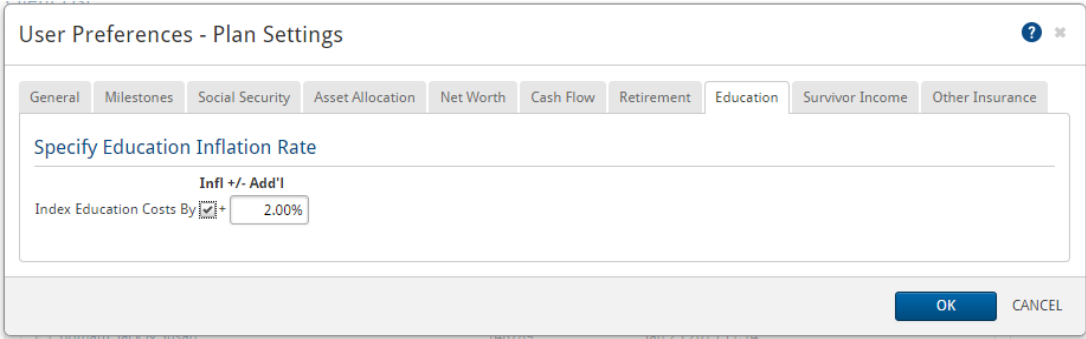 User Preferences - Plan Settings
?
General Milestones Social Security Asset Allocation Net Worth Cash Flow Retirement Education Survivor Income Other Insurance
Specify Education Inflation Rate
Infl +/- Add'l
Index Education Costs By + 2.00%
OK CANCEL